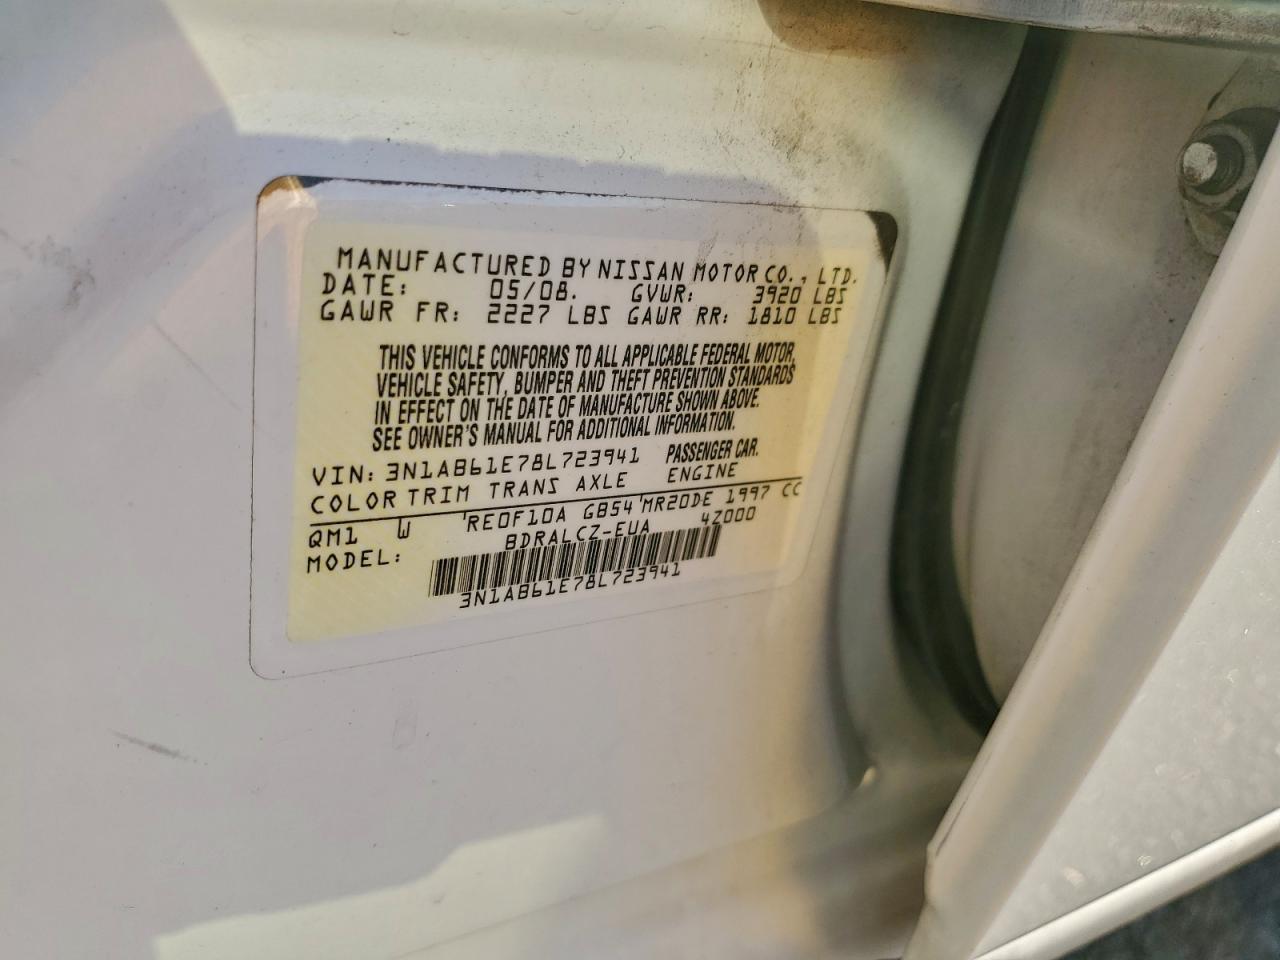 MANUFACTURED BY NISSAN MOTOR CO., LTD.
DATE: 05/08. GVWR: 3920 LBS
GAWR FR: 2227 LBS GAWR RR: 1810 LBS
THIS VEHICLE CONFORMS TO ALL APPLICABLE FEDERAL MOTOR,
VEHICLE SAFETY, BUMPER AND THEFT PREVENTION STANDARDS
IN EFFECT ON THE DATE OF MANUFACTURE SHOWN ABOVE.
SEE OWNER'S MANUAL FOR ADDITIONAL INFORMATION.
VIN: 3N1AB61E78L723941 PASSENGER CAR.
COLOR TRIM TRANS AXLE ENGINE
QM1 W 'RE0F10A GB54 'MR20DE 1997 CC
MODEL: BDRALCZ-EUA 4Z000
3N1AB61E78L723941